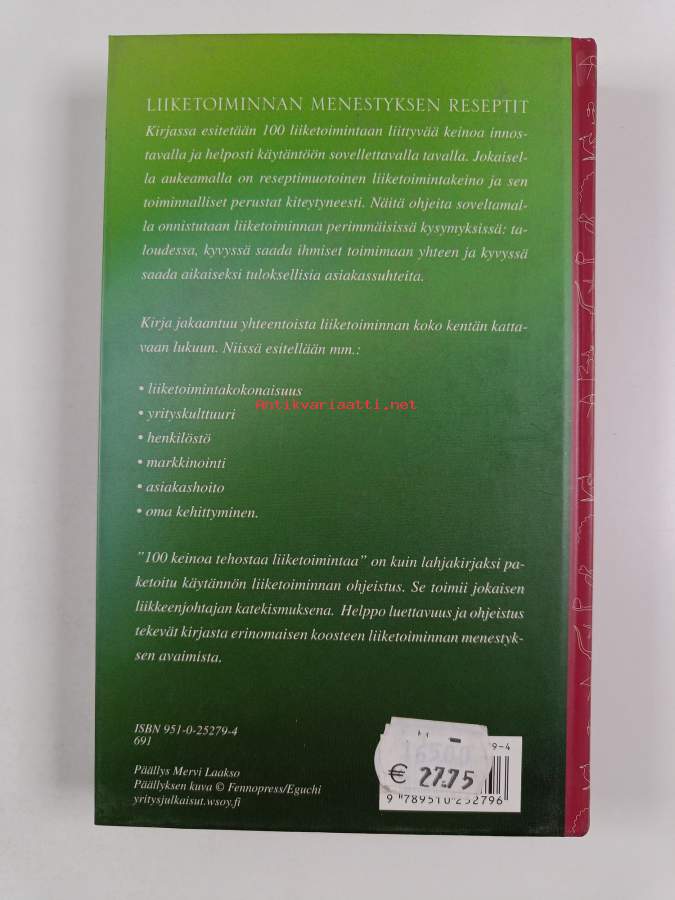 LIIKETOIMINNAN MENESTYKSEN RESEPTIT
Kirjassa esitetään 100 liiketoimintaan liittyvää keinoa innos-
tavalla ja helposti käytäntöön sovellettavalla tavalla. Jokaisel-
la aukeamalla on reseptimuotoinen liiketoimintakeino ja sen
toiminnalliset perustat kiteytyneesti. Näitä ohjeita soveltamal-
la onnistutaan liiketoiminnan perimmäisissä kysymyksissä: ta-
loudessa, kyvyssä saada ihmiset toimimaan yhteen ja kyvyssä
saada aikaiseksi tuloksellisia asiakassuhteita.
Kirja jakaantuu yhteentoista liiketoiminnan koko kentän katta-
vaan lukuun. Niissä esitellään mm.:
• liiketoimintakokonaisuus
Antikvariaatti.net
• yrityskulttuuri
• henkilöstö
• markkinointi
• asiakashoito
• oma kehittyminen.
”100 keinoa tehostaa liiketoimintaa” on kuin lahjakirjaksi pa-
ketoitu käytännön liiketoiminnan ohjeistus. Se toimii jokaisen
liikkeenjohtajan katekismuksena. Helppo luettavuus ja ohjeistus
tekevät kirjasta erinomaisen koosteen liiketoiminnan menestyk-
sen avaimista.
ISBN 951-0-25279-4
691
Päällys Mervi Laakso
Päällyksen kuva © Fennopress/Eguchi
yritysjulkaisut.wsoy.fi
9-4
€ 27.75
9 789510 252796